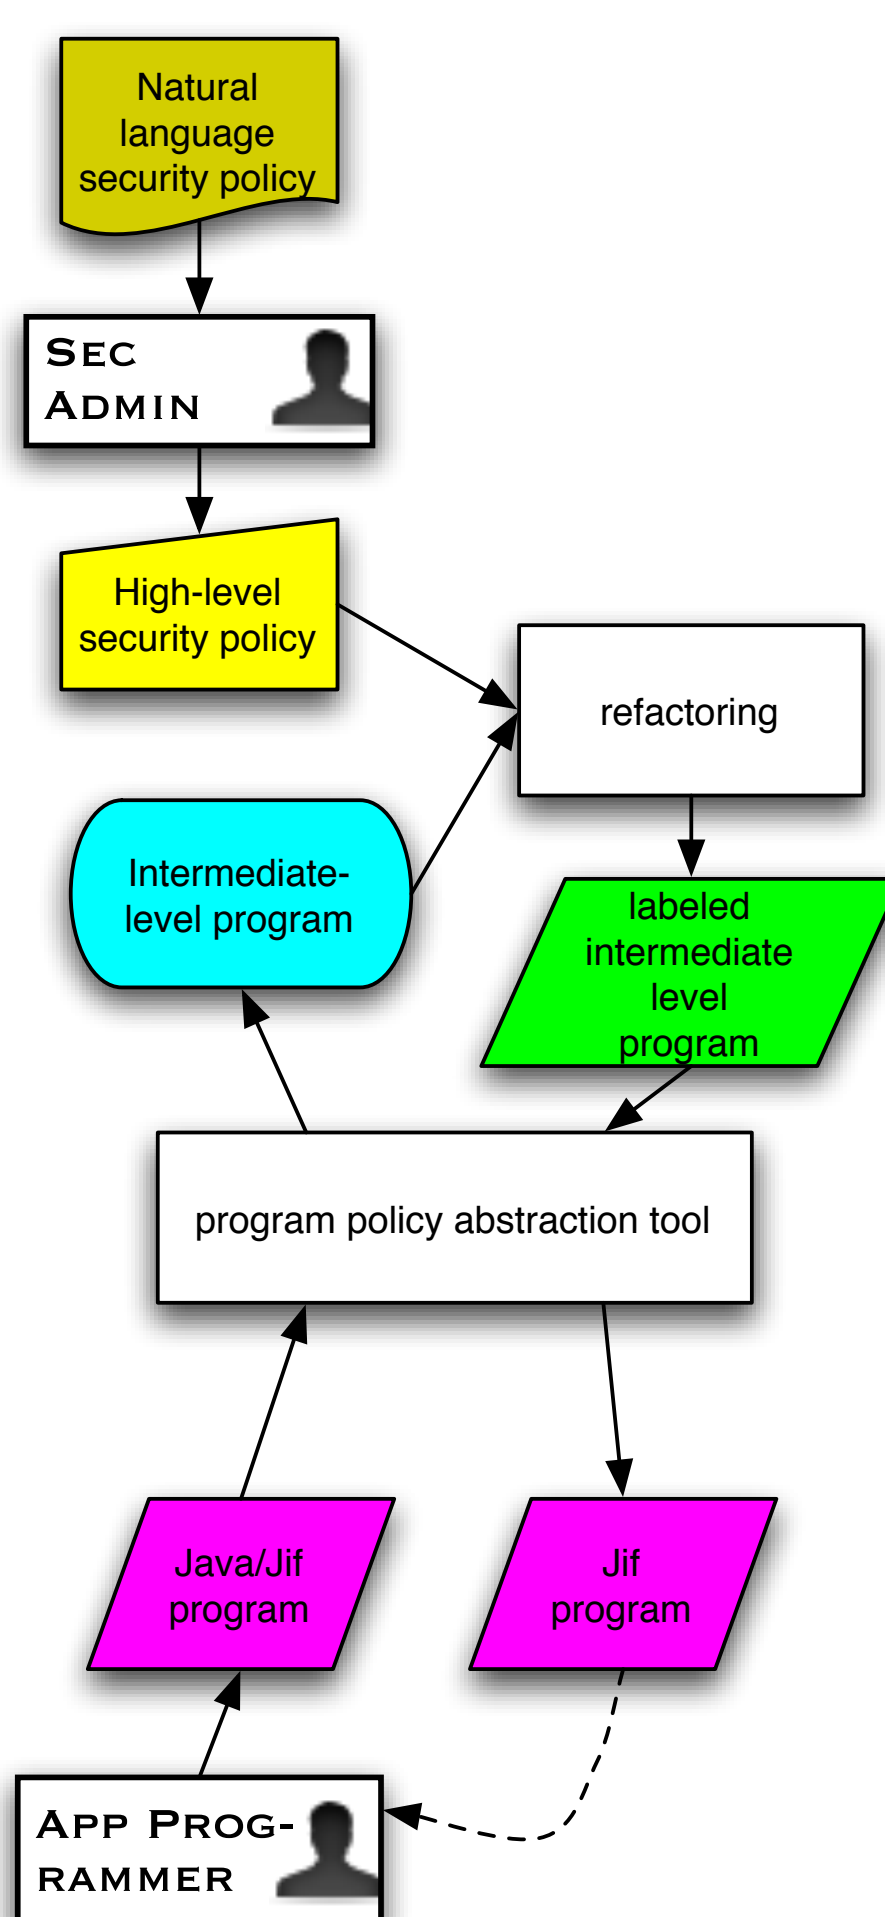 Natural
language
security policy
SEC
ADMIN
High-level
security policy
refactoring
Intermediate-
level program
labeled
intermediate
level
program
program policy abstraction tool
Java/Jif
program
Jif
program
APP PROG-
RAMMER